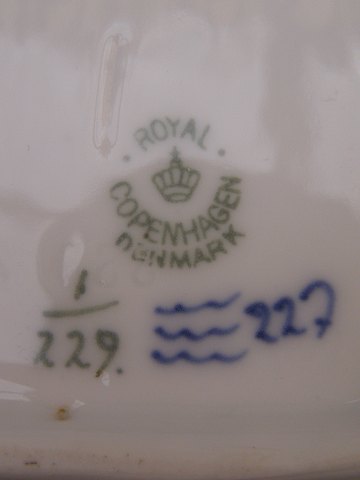 · ROYAL ·
COPENHAGEN
DENMARK
1
229.
227